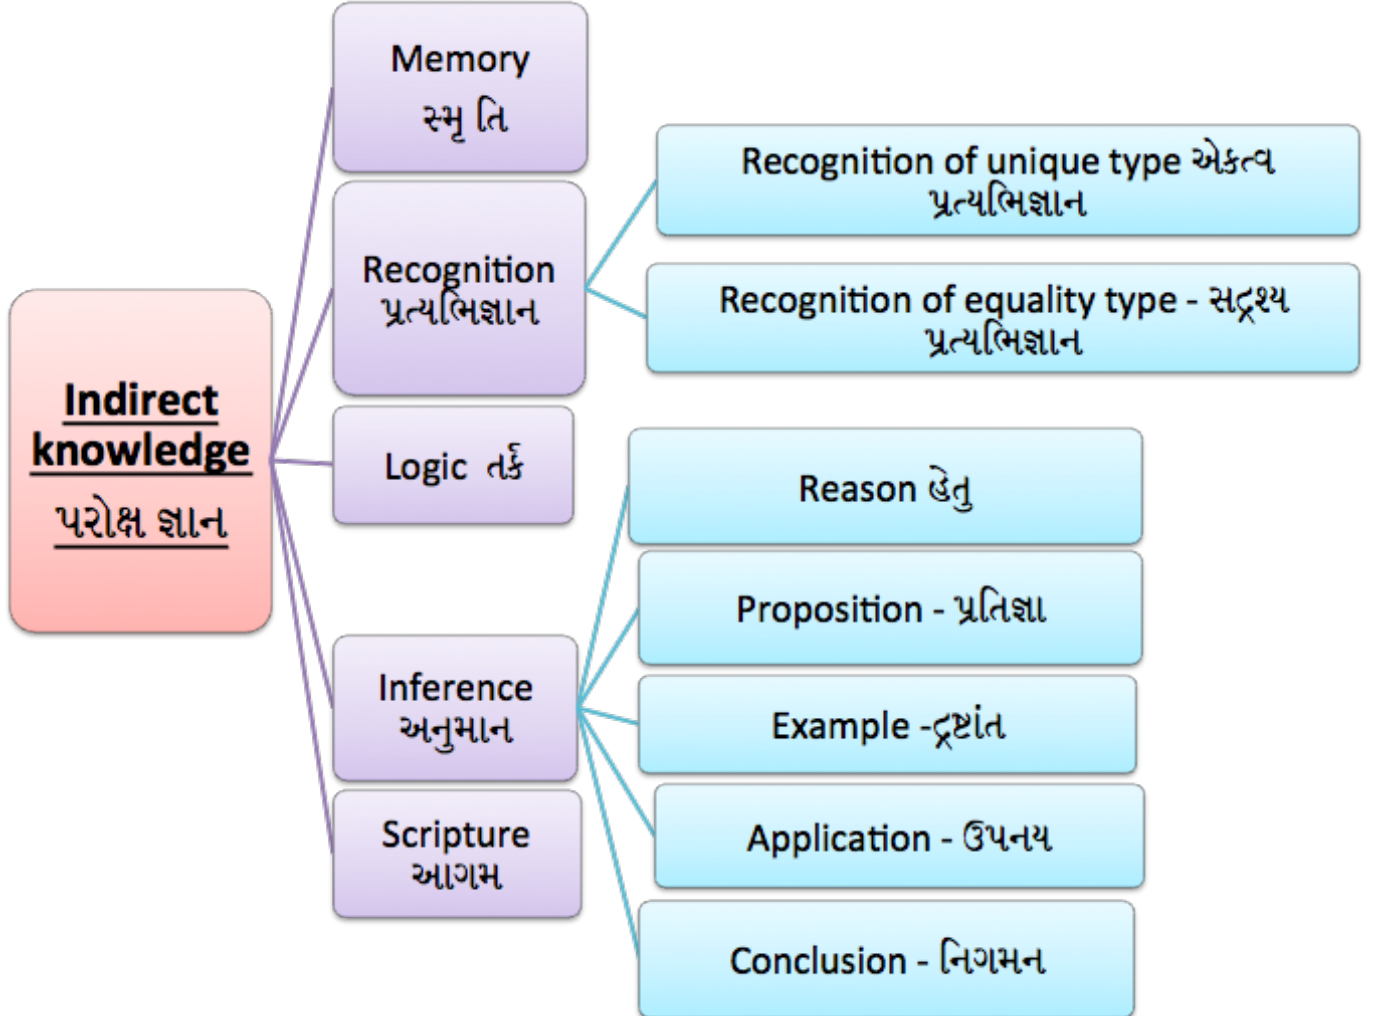 Indirect
knowledge
પરોક્ષ જ્ઞાન
Memory
સ્મૃ તિ
Recognition
પ્રત્યભિજ્ઞાન
Recognition of unique type એકત્વ
પ્રત્યભિજ્ઞાન
Recognition of equality type - સદ્રશ્ય
પ્રત્યભિજ્ઞાન
Logic તર્ક
Inference
અનુમાન
Reason હેતુ
Proposition - પ્રતિજ્ઞા
Example -દ્રષ્ટાંત
Application - ઉપનય
Conclusion - નિગમન
Scripture
આગમ